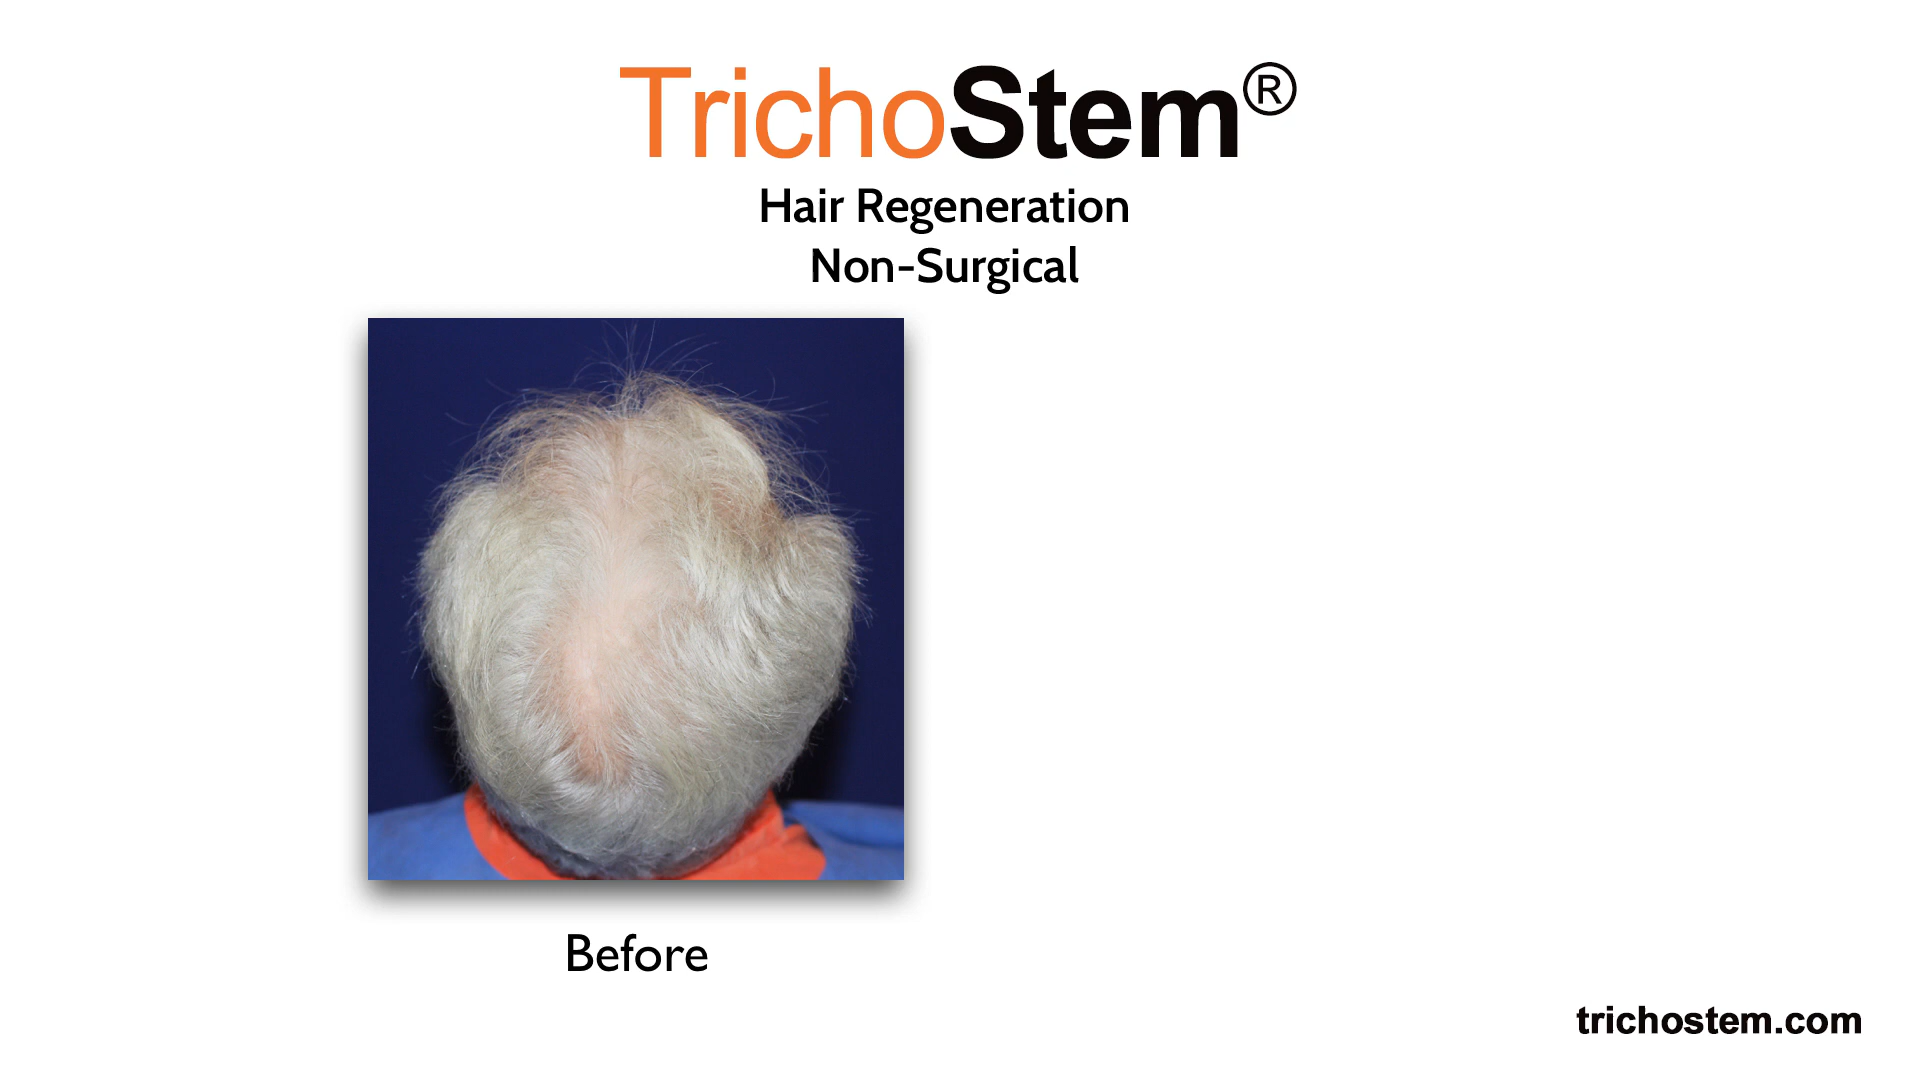 TrichoStem®
Hair Regeneration
Non-Surgical
Before
trichostem.com